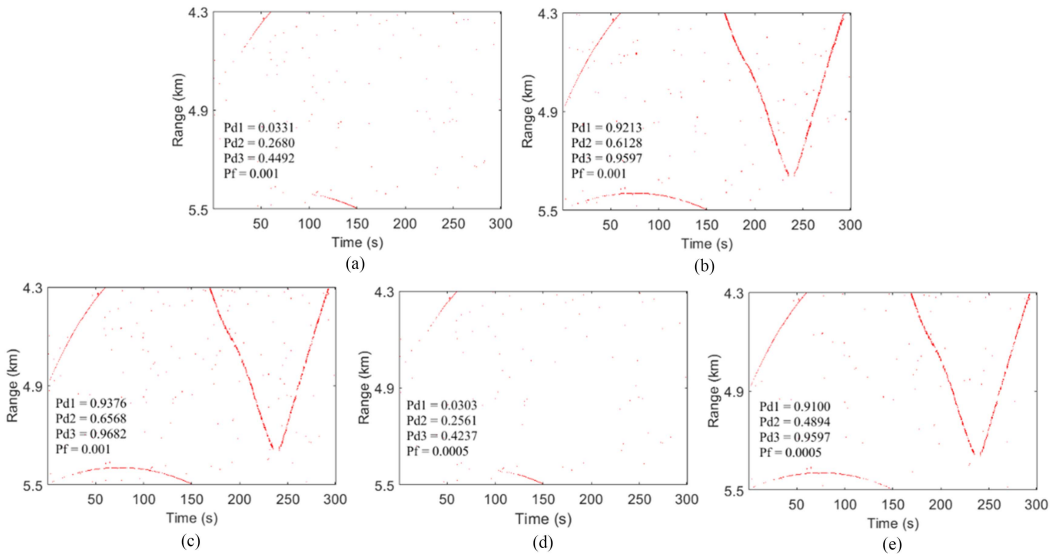 4.3
4.9
5.5
Range (km)
Pd1 = 0.0331
Pd2 = 0.2680
Pd3 = 0.4492
Pf = 0.001
50 100 150 200 250 300
Time (s)
(a)
4.3
4.9
5.5
Range (km)
Pd1 = 0.9213
Pd2 = 0.6128
Pd3 = 0.9597
Pf = 0.001
50 100 150 200 250 300
Time (s)
(b)
4.3
4.9
5.5
Range (km)
Pd1 = 0.9376
Pd2 = 0.6568
Pd3 = 0.9682
Pf = 0.001
50 100 150 200 250 300
Time (s)
(c)
4.3
4.9
5.5
Range (km)
Pd1 = 0.0303
Pd2 = 0.2561
Pd3 = 0.4237
Pf = 0.0005
50 100 150 200 250 300
Time (s)
(d)
4.3
4.9
5.5
Range (km)
Pd1 = 0.9100
Pd2 = 0.4894
Pd3 = 0.9597
Pf = 0.0005
50 100 150 200 250 300
Time (s)
(e)